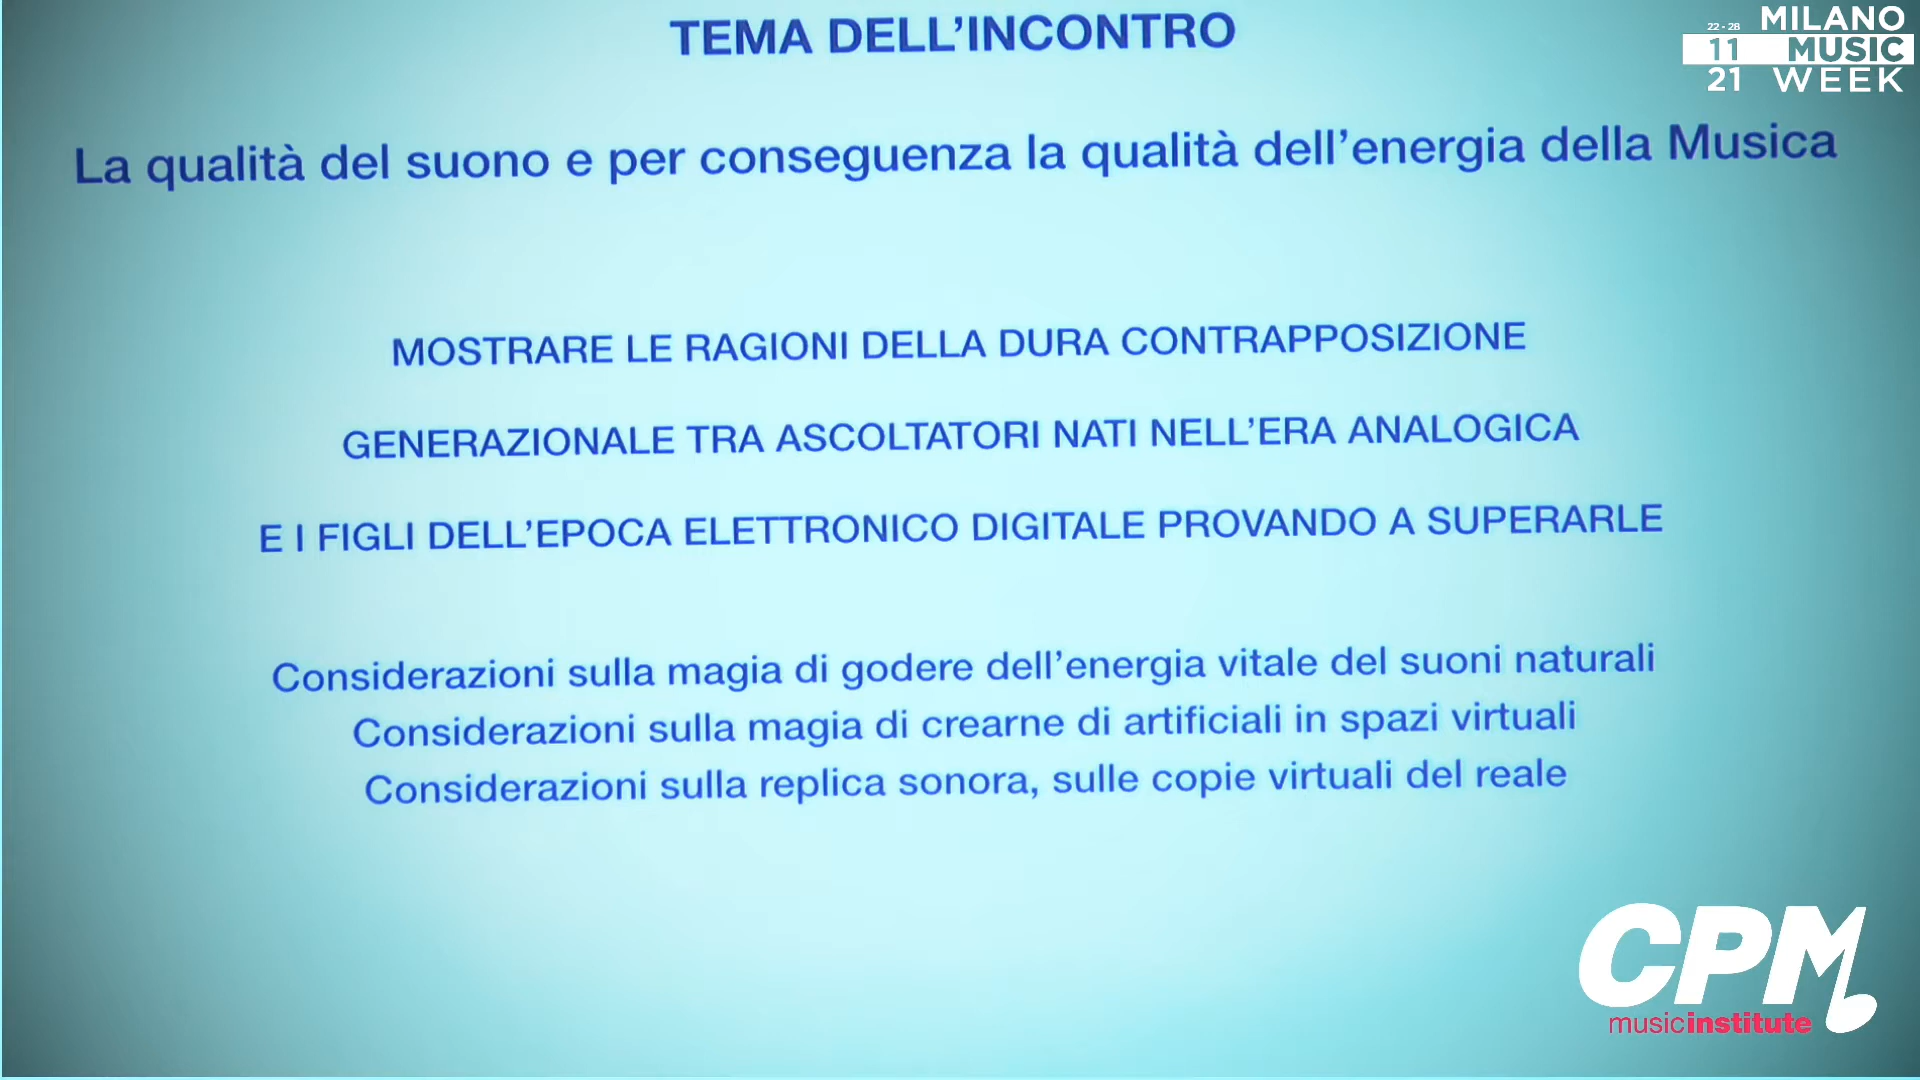 TEMA DELL'INCONTRO
22 - 28 MILANO
11 MUSIC
21 WEEK
La qualità del suono e per conseguenza la qualità dell'energia della Musica
MOSTRARE LE RAGIONI DELLA DURA CONTRAPPOSIZIONE
GENERAZIONALE TRA ASCOLTATORI NATI NELL'ERA ANALOGICA
E I FIGLI DELL'EPOCA ELETTRONICO DIGITALE PROVANDO A SUPERARLE
Considerazioni sulla magia di godere dell'energia vitale del suoni naturali
Considerazioni sulla magia di crearne di artificiali in spazi virtuali
Considerazioni sulla replica sonora, sulle copie virtuali del reale
CPM
musicinstitute